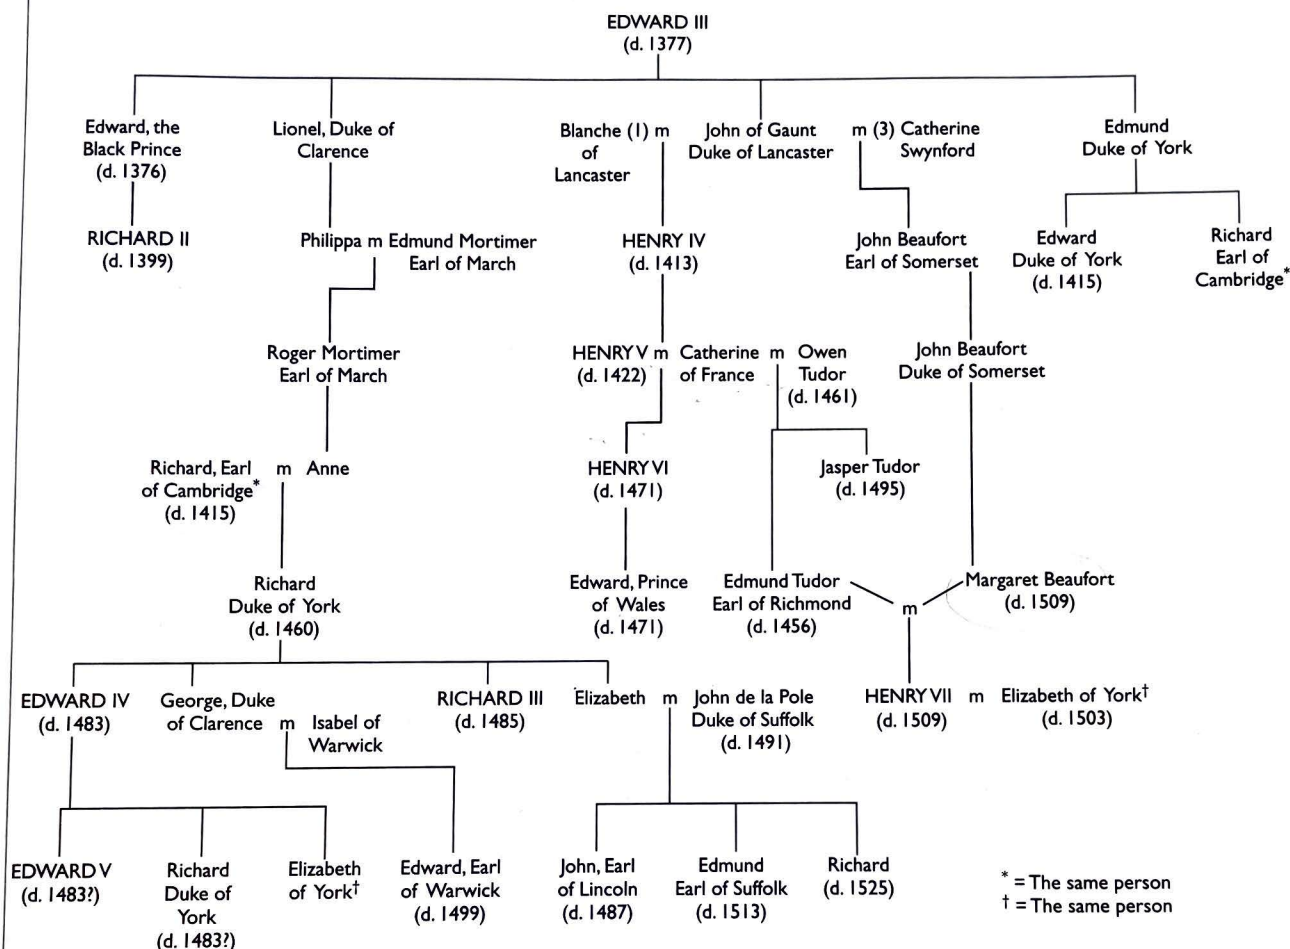 EDWARD III
(d. 1377)
Edward, the
Black Prince
(d. 1376)
Lionel, Duke of
Clarence
Blanche (1) m
of
Lancaster
John of Gaunt
Duke of Lancaster
m (3) Catherine
Swynford
Edmund
Duke of York
RICHARD II
(d. 1399)
Philippa m Edmund Mortimer
Earl of March
HENRY IV
(d. 1413)
John Beaufort
Earl of Somerset
Edward
Duke of York
(d. 1415)
Richard
Earl of
Cambridge*
Roger Mortimer
Earl of March
HENRY V m Catherine m Owen
(d. 1422) of France Tudor
(d. 1461)
John Beaufort
Duke of Somerset
Richard, Earl m Anne
of Cambridge*
(d. 1415)
HENRY VI
(d. 1471)
Jasper Tudor
(d. 1495)
Richard
Duke of York
(d. 1460)
Edward, Prince
of Wales
(d. 1471)
Edmund Tudor
Earl of Richmond
(d. 1456)
m
Margaret Beaufort
(d. 1509)
EDWARD IV
(d. 1483)
George, Duke
of Clarence m Isabel of
Warwick
RICHARD III
(d. 1485)
Elizabeth m John de la Pole
Duke of Suffolk
(d. 1491)
HENRY VII m Elizabeth of York†
(d. 1509) (d. 1503)
EDWARD V
(d. 1483?)
Richard
Duke of
York
(d. 1483?)
Elizabeth
of York†
Edward, Earl
of Warwick
(d. 1499)
John, Earl
of Lincoln
(d. 1487)
Edmund
Earl of Suffolk
(d. 1513)
Richard
(d. 1525)
* = The same person
† = The same person